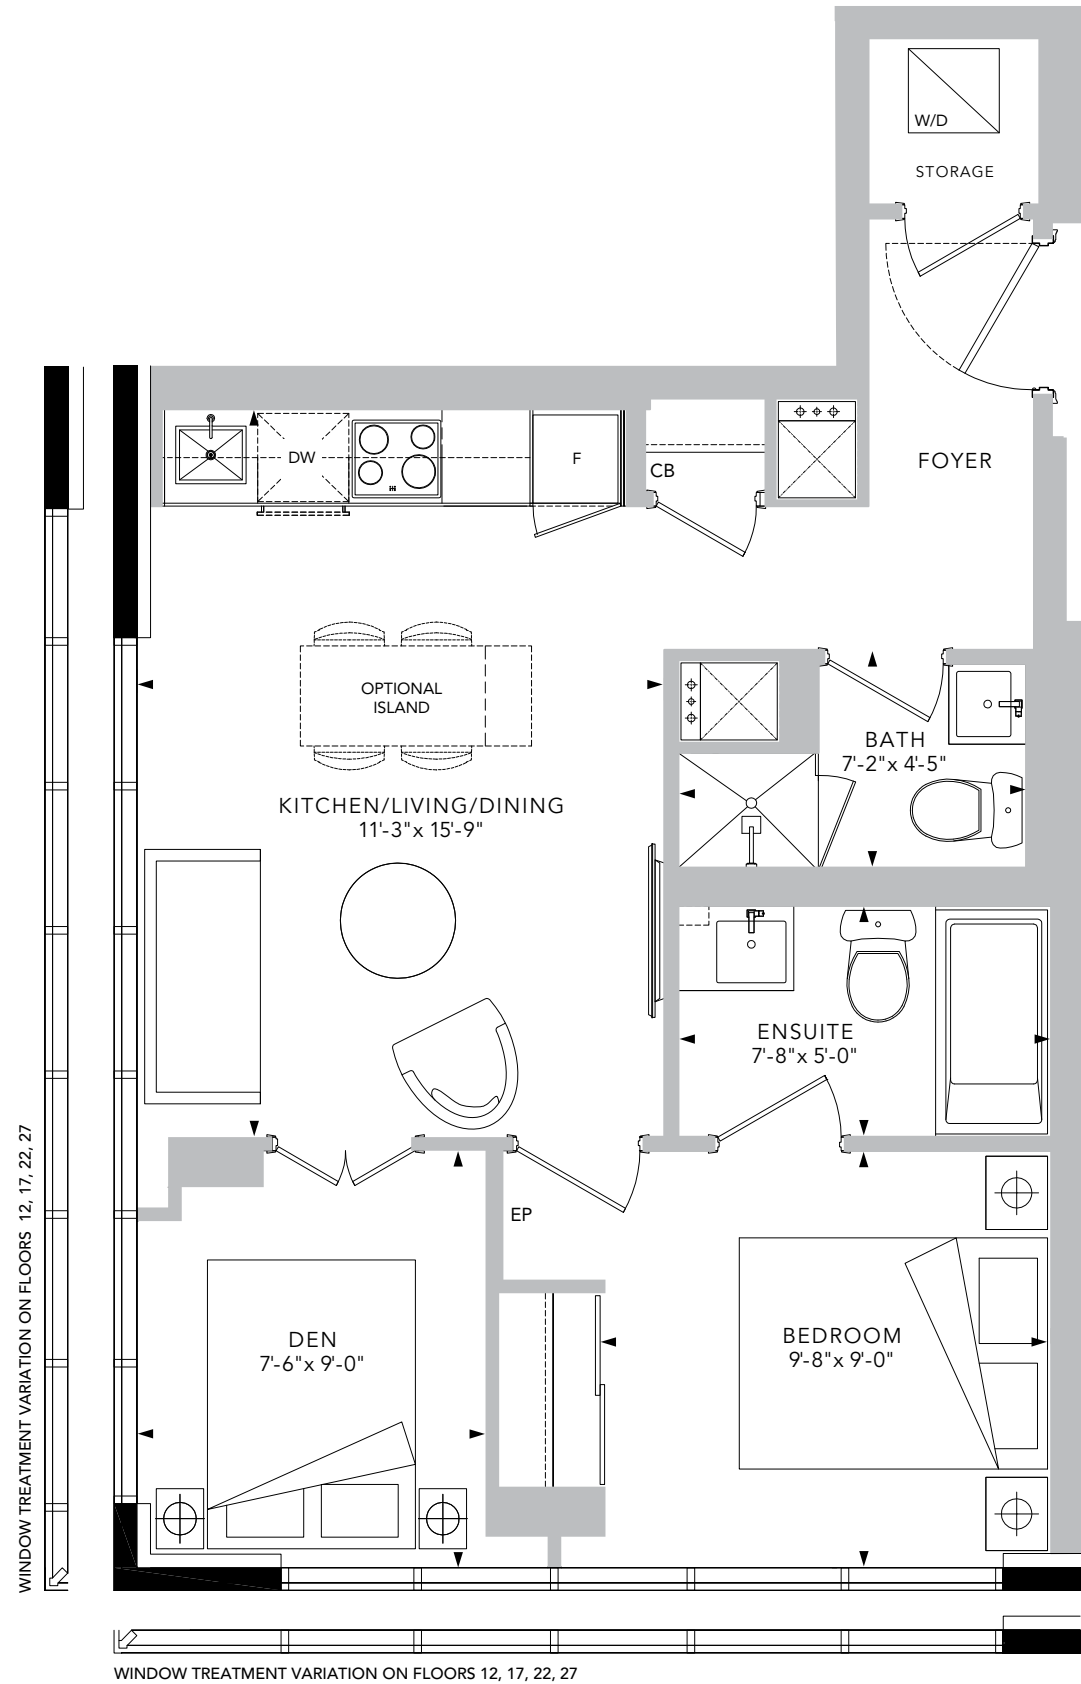 W/D
STORAGE
DW
F
CB
FOYER
OPTIONAL
ISLAND
BATH
7'-2"x 4'-5"
KITCHEN/LIVING/DINING
11'-3"x 15'-9"
ENSUITE
7'-8"x 5'-0"
EP
DEN
7'-6"x 9'-0"
BEDROOM
9'-8"x 9'-0"
WINDOW TREATMENT VARIATION ON FLOORS 12, 17, 22, 27
WINDOW TREATMENT VARIATION ON FLOORS 12, 17, 22, 27